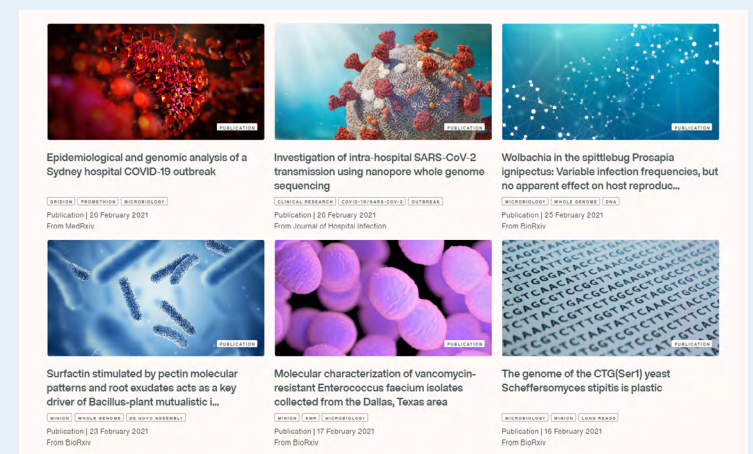 PUBLICATION
PUBLICATION
PUBLICATION
Epidemiological and genomic analysis of a
Sydney hospital COVID-19 outbreak
GRIDION PROMETHION MICROBIOLOGY
Publication | 26 February 2021
From MedRxiv
Investigation of intra-hospital SARS-CoV-2
transmission using nanopore whole genome
sequencing
CLINICAL RESEARCH COVID-19/SARS-COV-2 OUTBREAK
Publication | 26 February 2021
From Journal of Hospital Infection
Wolbachia in the spittlebug Prosapia
ignipectus: Variable infection frequencies, but
no apparent effect on host reproduc...
MICROBIOLOGY WHOLE GENOME DNA
Publication | 25 February 2021
From BioRxiv
PUBLICATION
PUBLICATION
PUBLICATION
Surfactin stimulated by pectin molecular
patterns and root exudates acts as a key
driver of Bacillus-plant mutualistic i...
MINION WHOLE GENOME DE NOVO ASSEMBLY
Publication | 23 February 2021
From BioRxiv
Molecular characterization of vancomycin-
resistant Enterococcus faecium isolates
collected from the Dallas, Texas area
MINION AMR MICROBIOLOGY
Publication | 17 February 2021
From BioRxiv
The genome of the CTG(Ser1) yeast
Scheffersomyces stipitis is plastic
MICROBIOLOGY MINION LONG READS
Publication | 16 February 2021
From BioRxiv